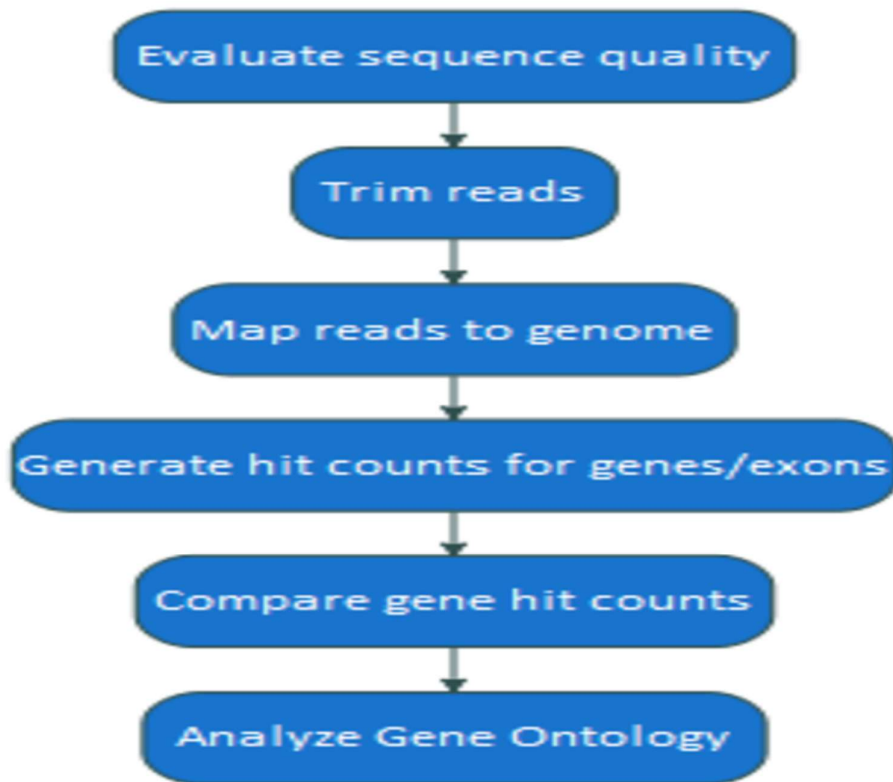 Evaluate sequence quality
Trim reads
Map reads to genome
Generate hit counts for genes/exons
Compare gene hit counts
Analyze Gene Ontology